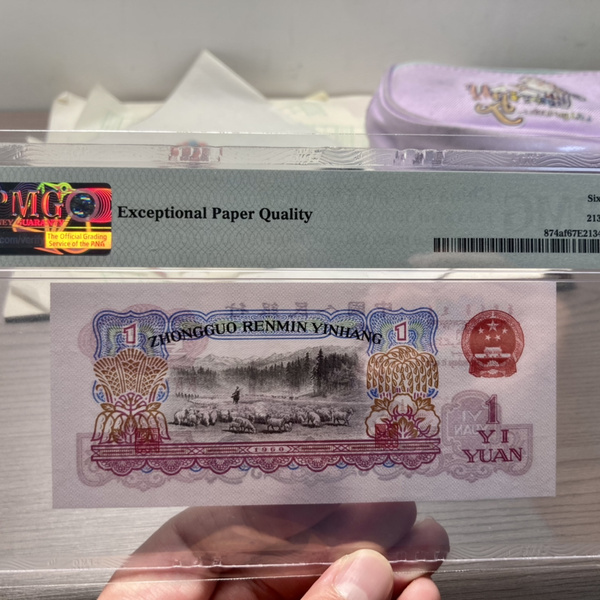 PMG
The Official Grading
Service of the PNG
Exceptional Paper Quality
Six
213
874af67E2134
ZHONGGUO RENMIN YINHANG
1
1
1960
1
YI
YUAN